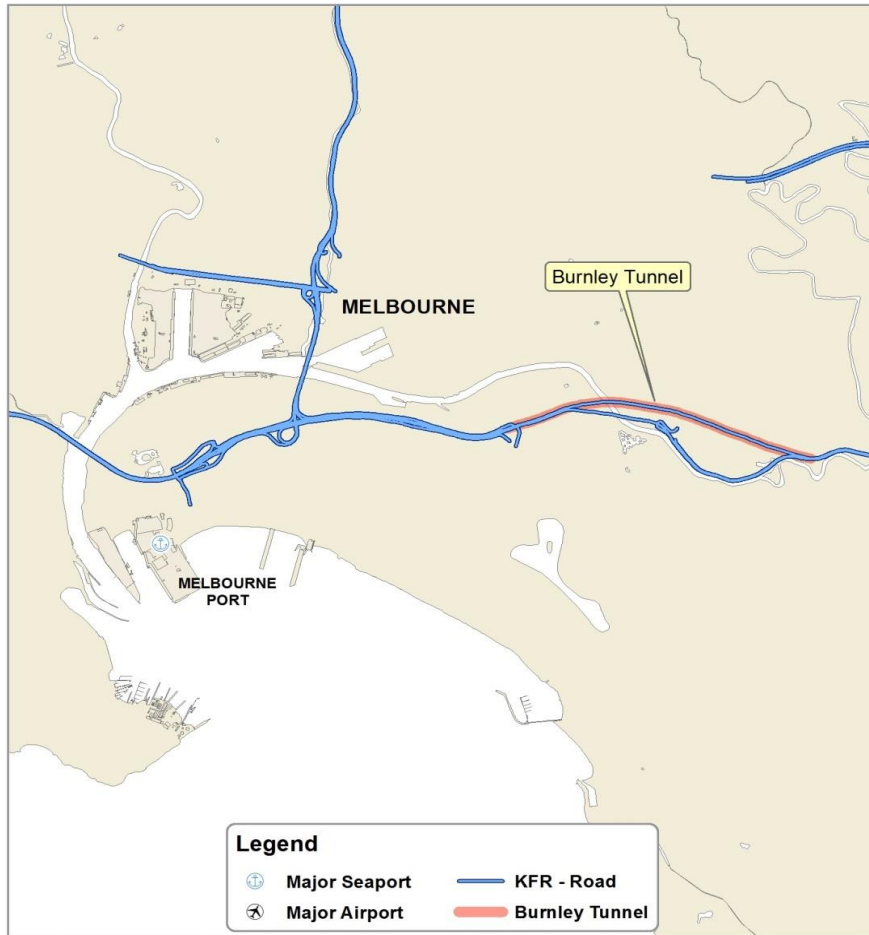 Burnley Tunnel
MELBOURNE
MELBOURNE
PORT
Legend
Major Seaport
KFR - Road
Major Airport
Burnley Tunnel